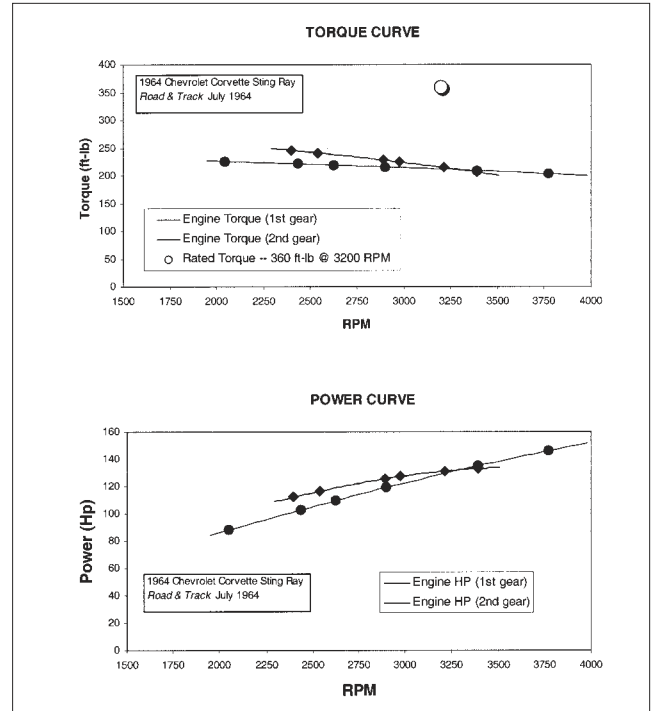 TORQUE CURVE
400
350
300
250
200
150
100
50
0
Torque (ft-lb)
1964 Chevrolet Corvette Sting Ray
Road & Track July 1964
Engine Torque (1st gear)
Engine Torque (2nd gear)
Rated Torque -- 360 ft-lb @ 3200 RPM
1500 1750 2000 2250 2500 2750 3000 3250 3500 3750 4000
RPM
POWER CURVE
160
140
120
100
80
60
40
20
0
Power (Hp)
1964 Chevrolet Corvette Sting Ray
Road & Track July 1964
Engine HP (1st gear)
Engine HP (2nd gear)
1500 1750 2000 2250 2500 2750 3000 3250 3500 3750 4000
RPM